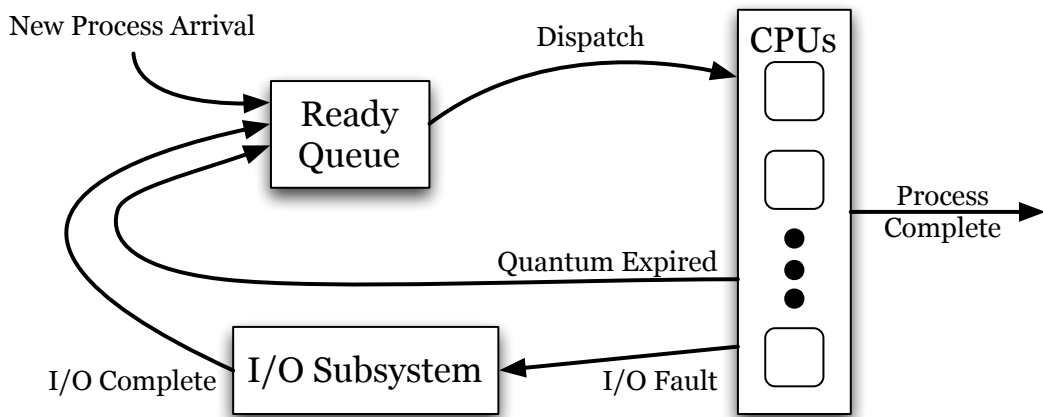 New Process Arrival
Dispatch
CPUs
Ready
Queue
Process
Complete
Quantum Expired
I/O Subsystem
I/O Complete
I/O Fault